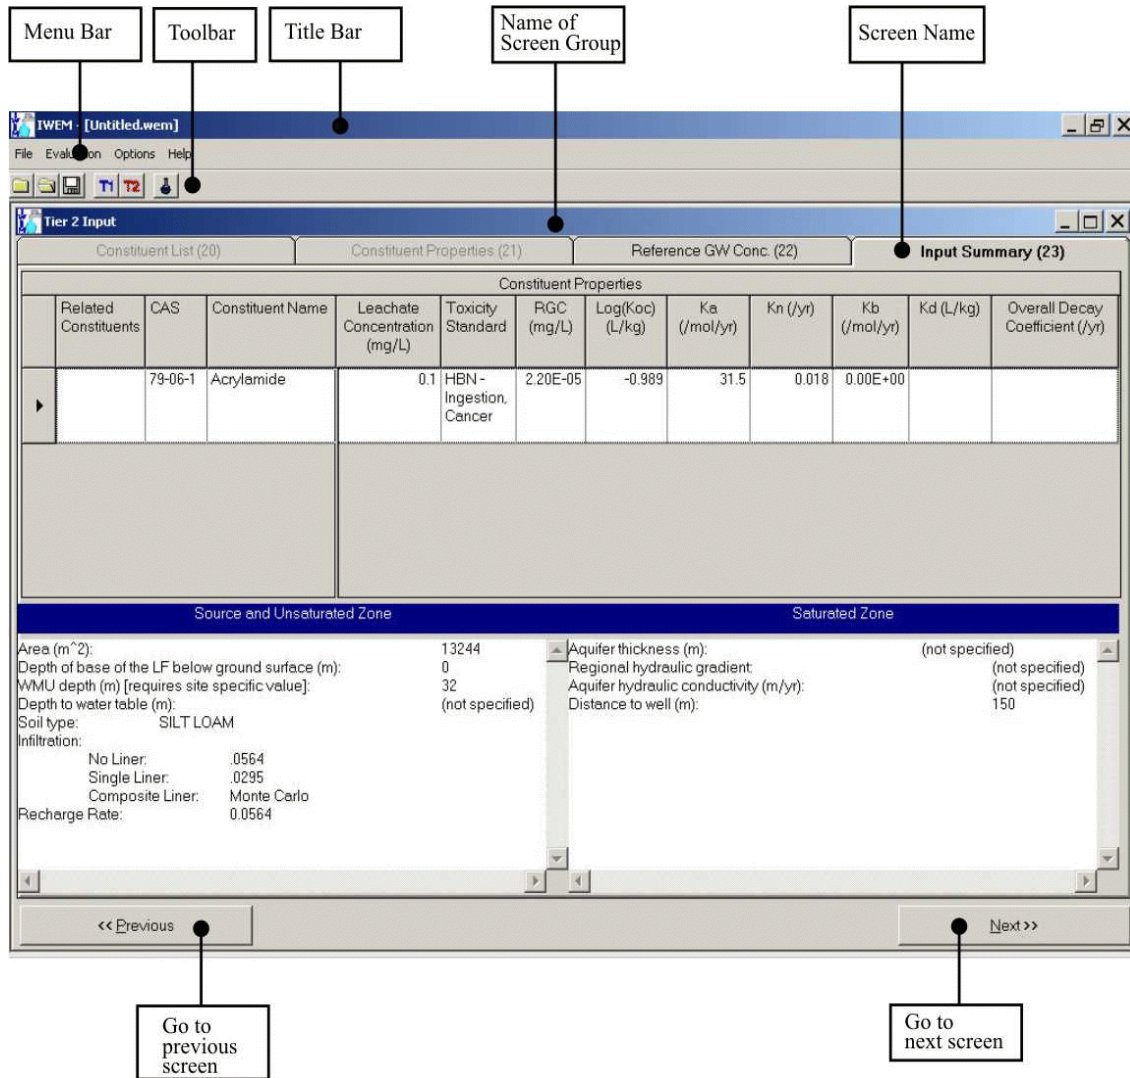 Menu Bar
Toolbar
Title Bar
Name of
Screen Group
Screen Name
IWEM - [Untitled.wem]
File Evaluation Options Help
T1 T2
Tier 2 Input
Constituent List (20) Constituent Properties (21) Reference GW Conc. (22) Input Summary (23)
Constituent Properties
Related
Constituents
CAS
Constituent Name
Leachate
Concentration
(mg/L)
Toxicity
Standard
RGC
(mg/L)
Log(Koc)
(L/kg)
Ka
(/mol/yr)
Kn (/yr)
Kb
(/mol/yr)
Kd (L/kg)
Overall Decay
Coefficient (/yr)
79-06-1 Acrylamide 0.1 HBN - 2.20E-05 -0.989 31.5 0.018 0.00E+00
Ingestion,
Cancer
Source and Unsaturated Zone
Area (m^2): 13244
Depth of base of the LF below ground surface (m): 0
WMU depth (m) [requires site specific value]: 32
Depth to water table (m): (not specified)
Soil type: SILT LOAM
Infiltration:
No Liner: .0564
Single Liner: .0295
Composite Liner: Monte Carlo
Recharge Rate: 0.0564
Saturated Zone
Aquifer thickness (m): (not specified)
Regional hydraulic gradient: (not specified)
Aquifer hydraulic conductivity (m/yr): (not specified)
Distance to well (m): 150
<< Previous
Next >>
Go to
previous
screen
Go to
next screen